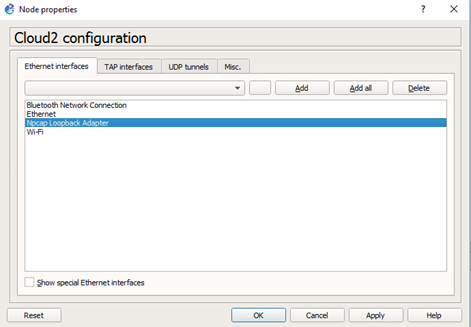 Node properties
?
Cloud2 configuration
Ethernet interfaces
TAP interfaces
UDP tunnels
Misc.
Add
Add all
Delete
Bluetooth Network Connection
Ethernet
Npcap Loopback Adapter
Wi-Fi
Show special Ethernet interfaces
Reset
OK
Cancel
Apply
Help